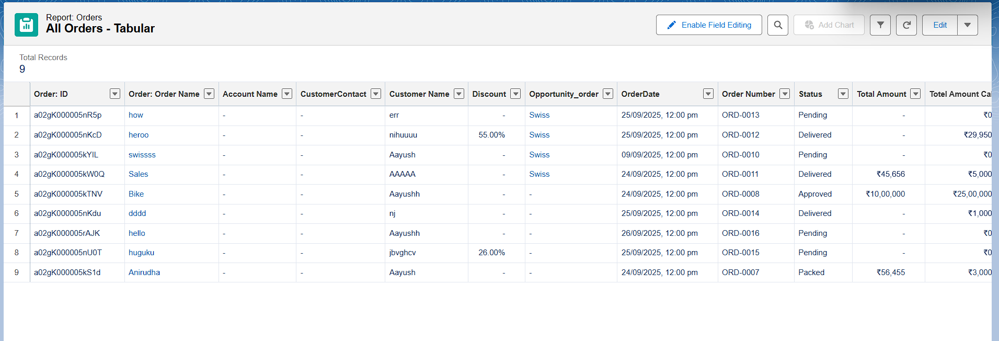 Report: Orders
All Orders - Tabular
Enable Field Editing
Add Chart
Edit
Total Records
9
Order: ID Order: Order Name Account Name CustomerContact Customer Name Discount Opportunity_order OrderDate Order Number Status Total Amount Totel Amount Cal
1 a02gK000005nR5p how - - err - Swiss 25/09/2025, 12:00 pm ORD-0013 Pending - ₹0
2 a02gK000005nKcD heroo - - nihuuuu 55.00% Swiss 25/09/2025, 12:00 pm ORD-0012 Delivered - ₹29,950
3 a02gK000005kYIL swissss - - Aayush - Swiss 09/09/2025, 12:00 pm ORD-0010 Pending - ₹0
4 a02gK000005kW0Q Sales - - AAAAA - Swiss 24/09/2025, 12:00 pm ORD-0011 Delivered ₹45,656 ₹5,000
5 a02gK000005kTNV Bike - - Aayushh - - 24/09/2025, 12:00 pm ORD-0008 Approved ₹10,00,000 ₹25,00,000
6 a02gK000005nKdu dddd - - nj - - 25/09/2025, 12:00 pm ORD-0014 Delivered - ₹1,000
7 a02gK000005rAJK hello - - Aayushh - - 26/09/2025, 12:00 pm ORD-0016 Pending - ₹0
8 a02gK000005nU0T huguku - - jbvghcv 26.00% - 25/09/2025, 12:00 pm ORD-0015 Pending - ₹0
9 a02gK000005kS1d Anirudha - - Aayush - - 24/09/2025, 12:00 pm ORD-0007 Packed ₹56,455 ₹3,000